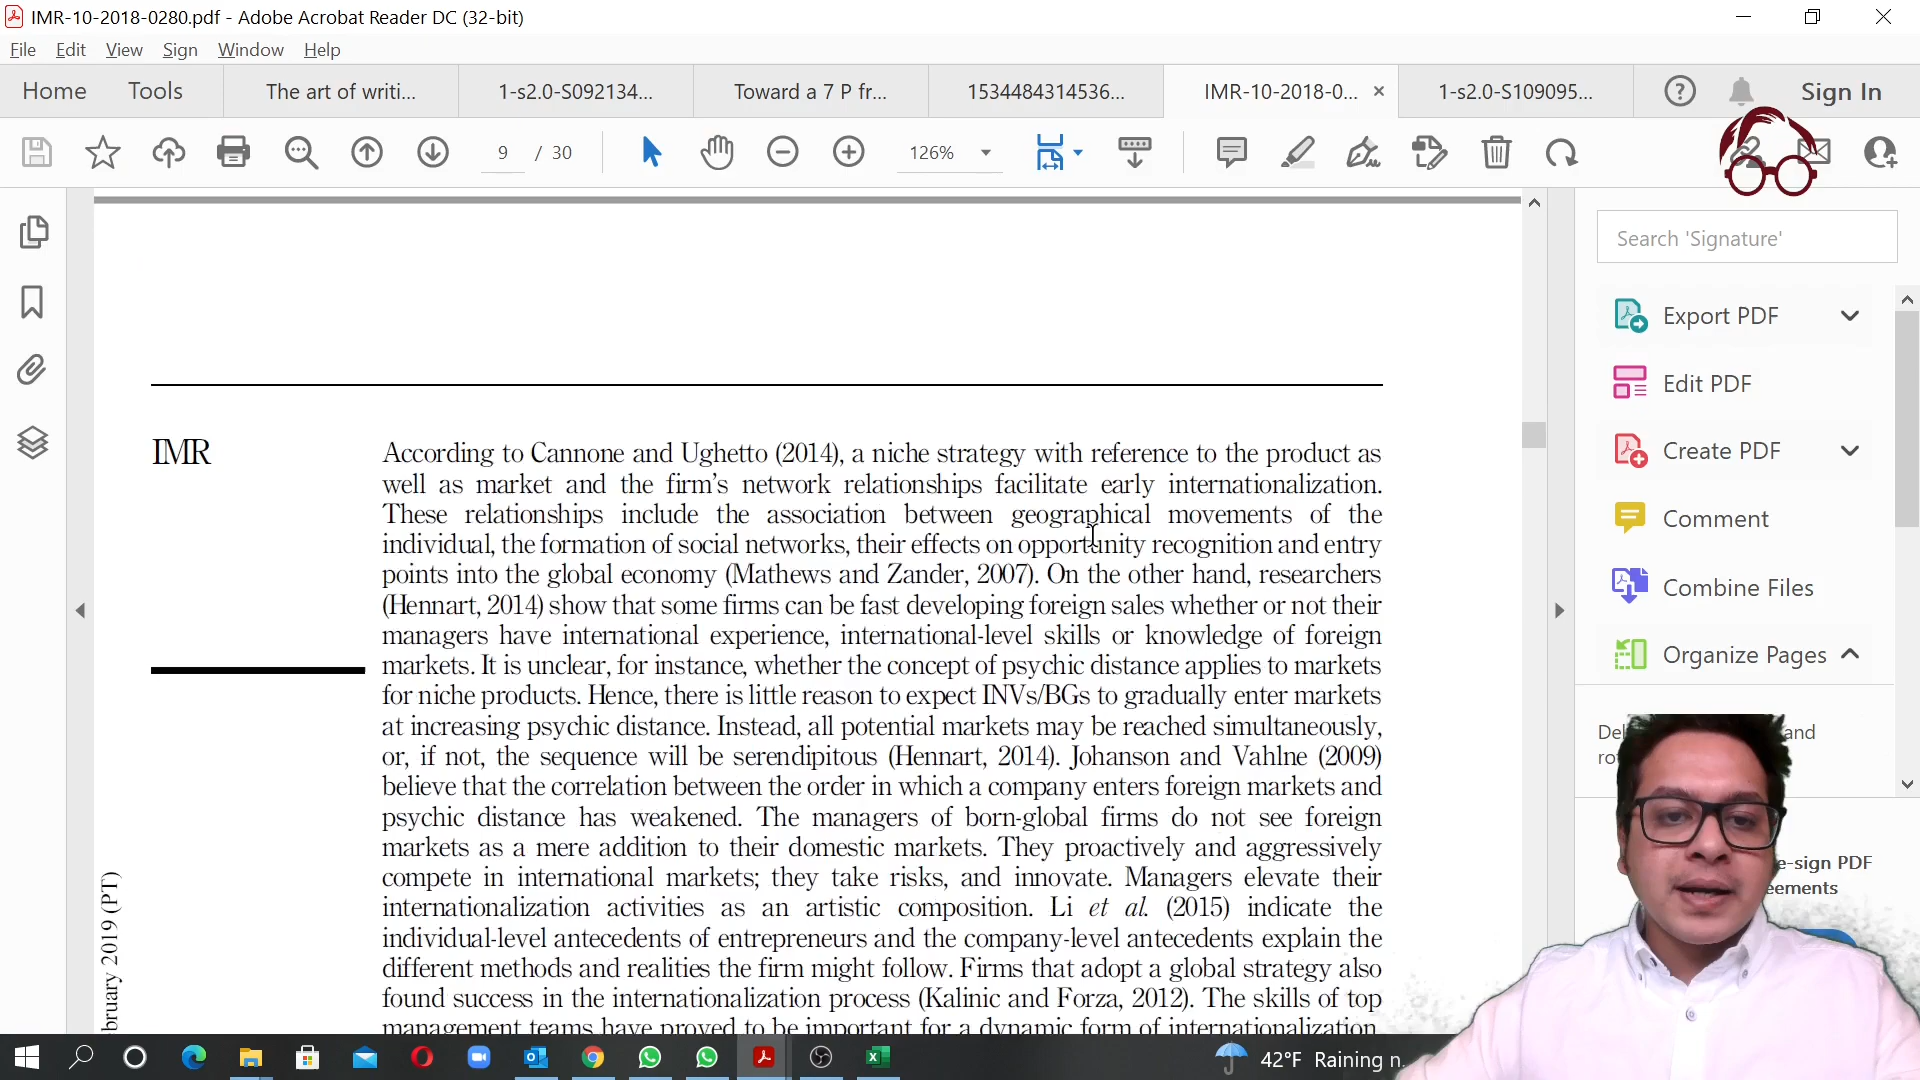 IMR-10-2018-0280.pdf - Adobe Acrobat Reader DC (32-bit)
File Edit View Sign Window Help
Home Tools The art of writi... 1-s2.0-S092134... Toward a 7 P fr... 1534484314536... IMR-10-2018-0... 1-s2.0-S109095... Sign In
9 / 30 126%
Search 'Signature'
Export PDF
Edit PDF
Create PDF
Comment
Combine Files
Organize Pages
and
e-sign PDF
eements
IMR
According to Cannone and Ughetto (2014), a niche strategy with reference to the product as
well as market and the firm's network relationships facilitate early internationalization.
These relationships include the association between geographical movements of the
individual, the formation of social networks, their effects on opportunity recognition and entry
points into the global economy (Mathews and Zander, 2007). On the other hand, researchers
(Hennart, 2014) show that some firms can be fast developing foreign sales whether or not their
managers have international experience, international-level skills or knowledge of foreign
markets. It is unclear, for instance, whether the concept of psychic distance applies to markets
for niche products. Hence, there is little reason to expect INVs/BGs to gradually enter markets
at increasing psychic distance. Instead, all potential markets may be reached simultaneously,
or, if not, the sequence will be serendipitous (Hennart, 2014). Johanson and Vahlne (2009)
believe that the correlation between the order in which a company enters foreign markets and
psychic distance has weakened. The managers of born-global firms do not see foreign
markets as a mere addition to their domestic markets. They proactively and aggressively
compete in international markets; they take risks, and innovate. Managers elevate their
internationalization activities as an artistic composition. Li et al. (2015) indicate the
individual-level antecedents of entrepreneurs and the company-level antecedents explain the
different methods and realities the firm might follow. Firms that adopt a global strategy also
found success in the internationalization process (Kalinic and Forza, 2012). The skills of top
management teams have proved to be important for a dynamic form of internationalization.
bruary 2019 (PT)
42°F Raining n.